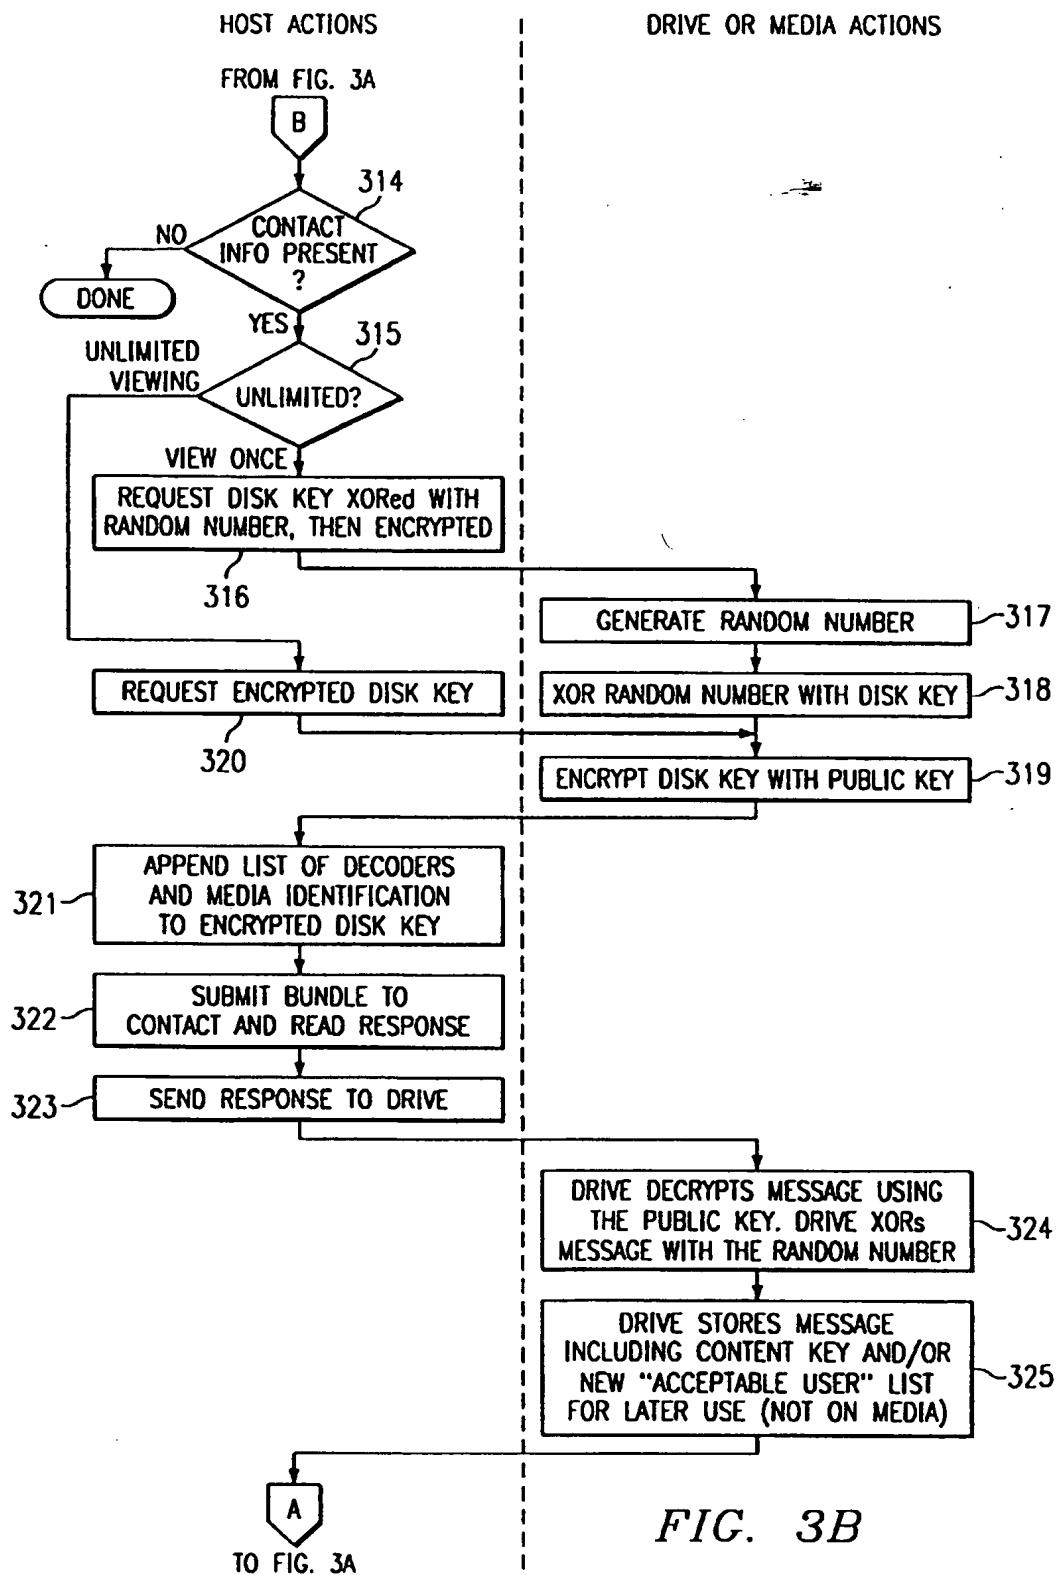 HOST ACTIONS
DRIVE OR MEDIA ACTIONS
FROM FIG. 3A
B
314
CONTACT
INFO PRESENT
?
NO
DONE
YES
315
UNLIMITED
VIEWING
UNLIMITED?
VIEW ONCE
REQUEST DISK KEY XORed WITH
RANDOM NUMBER, THEN ENCRYPTED
316
GENERATE RANDOM NUMBER
317
REQUEST ENCRYPTED DISK KEY
320
XOR RANDOM NUMBER WITH DISK KEY
318
ENCRYPT DISK KEY WITH PUBLIC KEY
319
321
APPEND LIST OF DECODERS
AND MEDIA IDENTIFICATION
TO ENCRYPTED DISK KEY
322
SUBMIT BUNDLE TO
CONTACT AND READ RESPONSE
323
SEND RESPONSE TO DRIVE
DRIVE DECRYPTS MESSAGE USING
THE PUBLIC KEY. DRIVE XORs
MESSAGE WITH THE RANDOM NUMBER
324
DRIVE STORES MESSAGE
INCLUDING CONTENT KEY AND/OR
NEW "ACCEPTABLE USER" LIST
FOR LATER USE (NOT ON MEDIA)
325
A
TO FIG. 3A
FIG. 3B